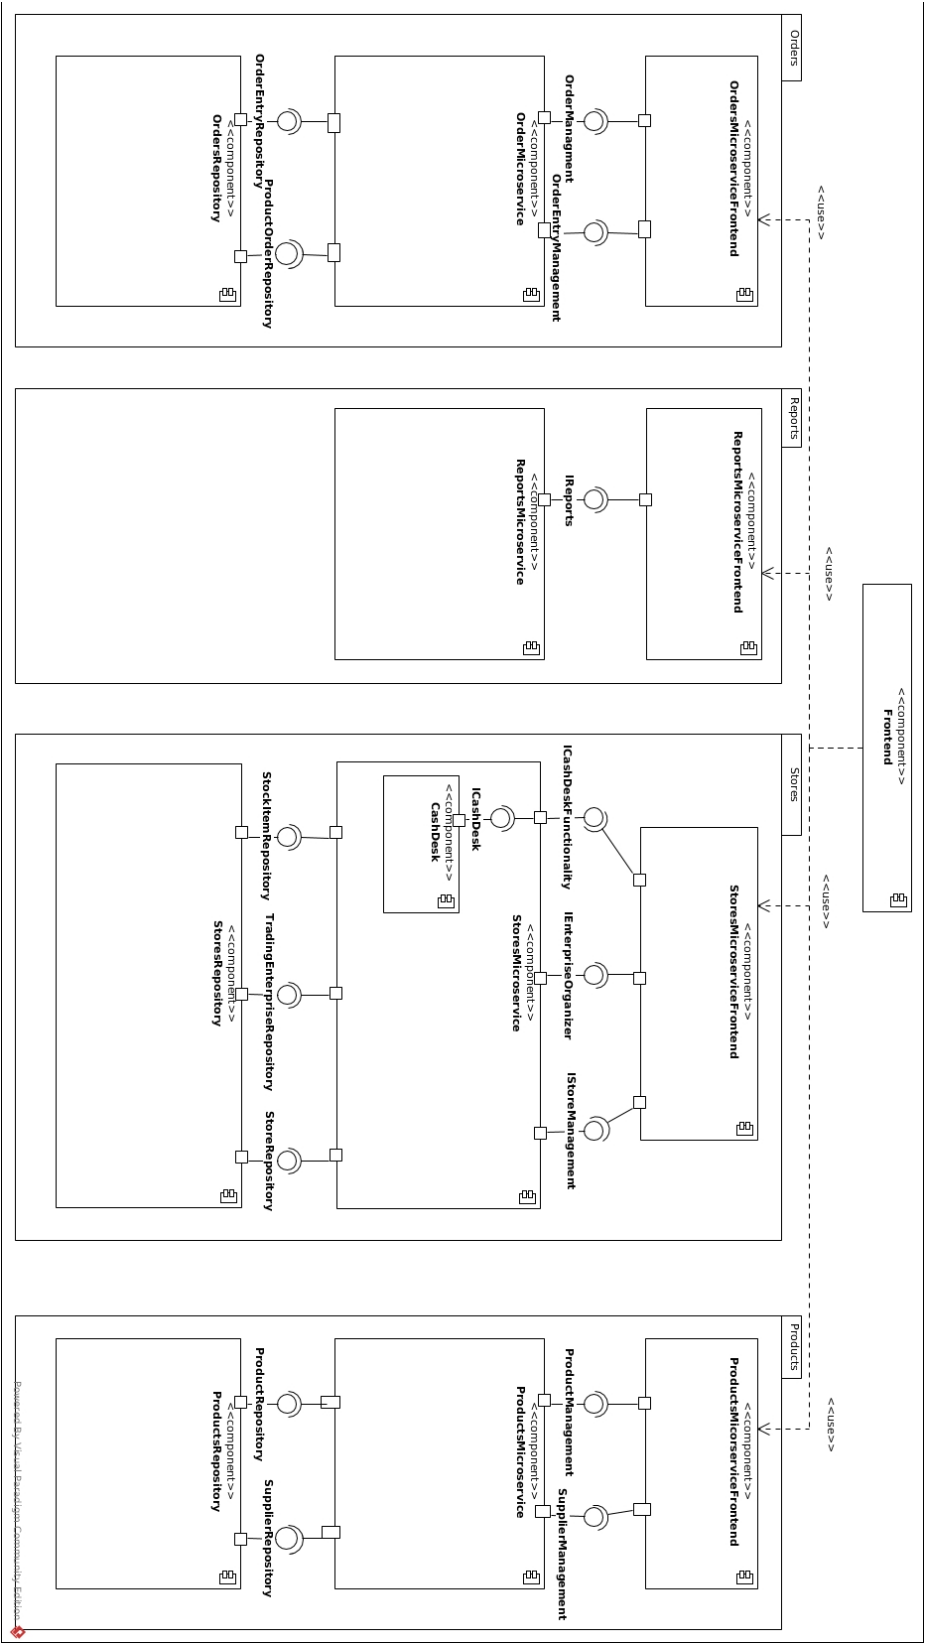 <<component>>
Frontend
<<use>>
<<use>>
<<use>>
<<use>>
Orders
<<component>>
OrdersMicroserviceFrontend
OrderManagment
OrderEntryManagement
<<component>>
OrderMicroservice
OrderEntryRepository
ProductOrderRepository
<<component>>
OrdersRepository
Reports
<<component>>
ReportsMicroserviceFrontend
IReports
<<component>>
ReportsMicroservice
Stores
<<component>>
StoresMicroserviceFrontend
ICashDeskFunctionality
IEnterpriseOrganizer
IStoreManagement
<<component>>
StoresMicroservice
ICashDesk
<<component>>
CashDesk
StockItemRepository
TradingEnterpriseRepository
StoreRepository
<<component>>
StoresRepository
Products
<<component>>
ProductsMicorserviceFrontend
ProductManagement
SupplierManagement
<<component>>
ProductsMicroservice
ProductRepository
SupplierRepository
<<component>>
ProductsRepository
Powered By Visual Paradigm Community Edition